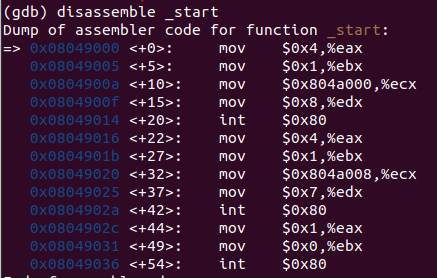 (gdb) disassemble _start
Dump of assembler code for function _start:
=> 0x08049000 <+0>:     mov    $0x4,%eax
   0x08049005 <+5>:     mov    $0x1,%ebx
   0x0804900a <+10>:    mov    $0x804a000,%ecx
   0x0804900f <+15>:    mov    $0x8,%edx
   0x08049014 <+20>:    int    $0x80
   0x08049016 <+22>:    mov    $0x4,%eax
   0x0804901b <+27>:    mov    $0x1,%ebx
   0x08049020 <+32>:    mov    $0x804a008,%ecx
   0x08049025 <+37>:    mov    $0x7,%edx
   0x0804902a <+42>:    int    $0x80
   0x0804902c <+44>:    mov    $0x1,%eax
   0x08049031 <+49>:    mov    $0x0,%ebx
   0x08049036 <+54>:    int    $0x80